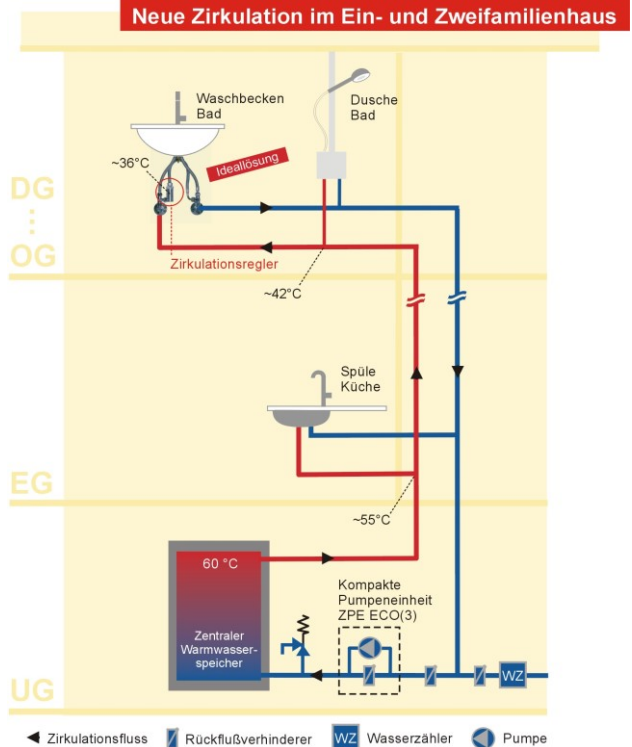 Neue Zirkulation im Ein- und Zweifamilienhaus
Waschbecken
Bad
Dusche
Bad
~36°C
Ideallösung
DG
OG
Zirkulationsregler
~42°C
Spüle
Küche
EG
~55°C
60 °C
Kompakte
Pumpeneinheit
ZPE ECO(3)
Zentraler
Warmwasser-
speicher
WZ
UG
Zirkulationsfluss
Rückflußverhinderer
WZ
Wasserzähler
Pumpe